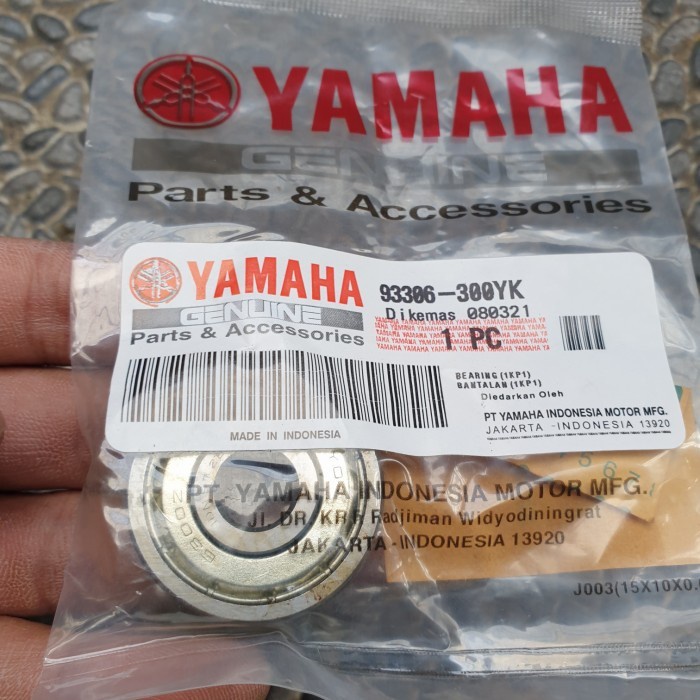 YAMAHA
GENUINE
Parts & Accessories
YAMAHA
GENUINE
Parts & Accessories
93306-300YK
Dikemas 080321
1 PC
BEARING (1KP1)
BANTALAN (1KP1)
Diedarkan Oleh
PT YAMAHA INDONESIA MOTOR MFG.
JAKARTA - INDONESIA 13920
MADE IN INDONESIA
PT. YAMAHA INDONESIA MOTOR MFG.
Jl. DR. KRT Radjiman Widyodiningrat
JAKARTA - INDONESIA 13920
J003(15X10X0.